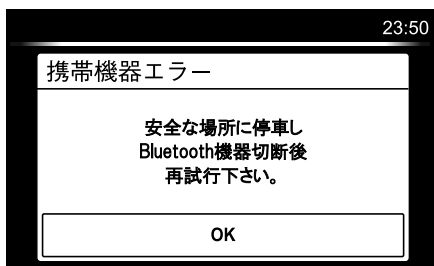 23:50
携帯機器エラー
安全な場所に停車し
Bluetooth機器切断後
再試行下さい。
OK